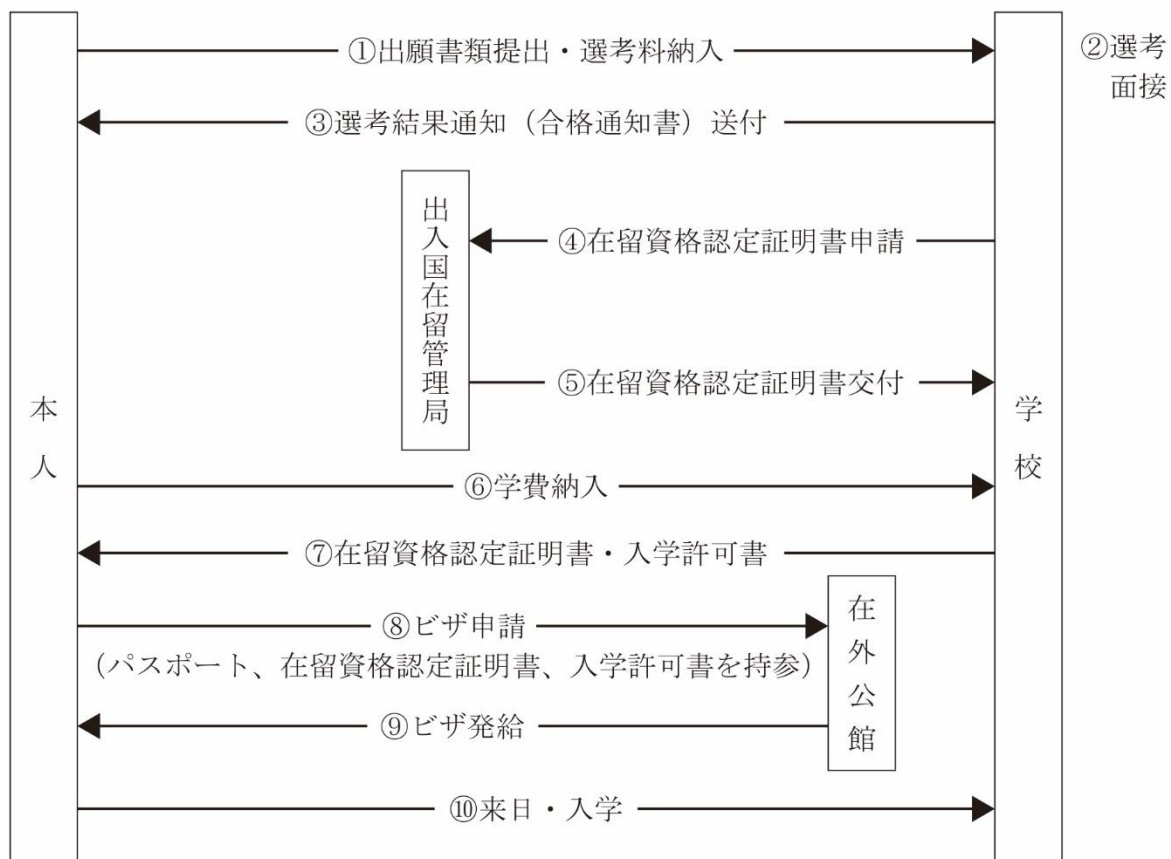 ①出願書類提出・選考料納入
②選考
面接
③選考結果通知（合格通知書）送付
出入国在留管理局
④在留資格認定証明書申請
⑤在留資格認定証明書交付
本人
学校
⑥学費納入
⑦在留資格認定証明書・入学許可書
⑧ビザ申請
（パスポート、在留資格認定証明書、入学許可書を持参）
在外公館
⑨ビザ発給
⑩来日・入学